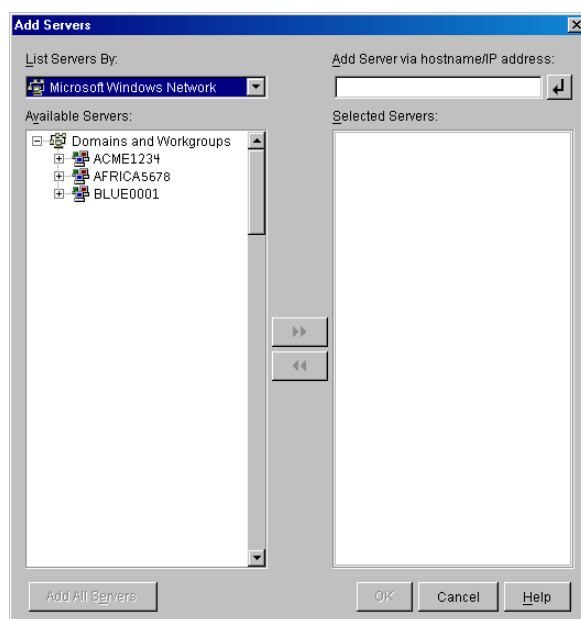 Add Servers
List Servers By:
Microsoft Windows Network
Available Servers:
Domains and Workgroups
ACME1234
AFRICA5678
BLUE0001
Add All Servers
Add Server via hostname/IP address:
Selected Servers:
OK
Cancel
Help